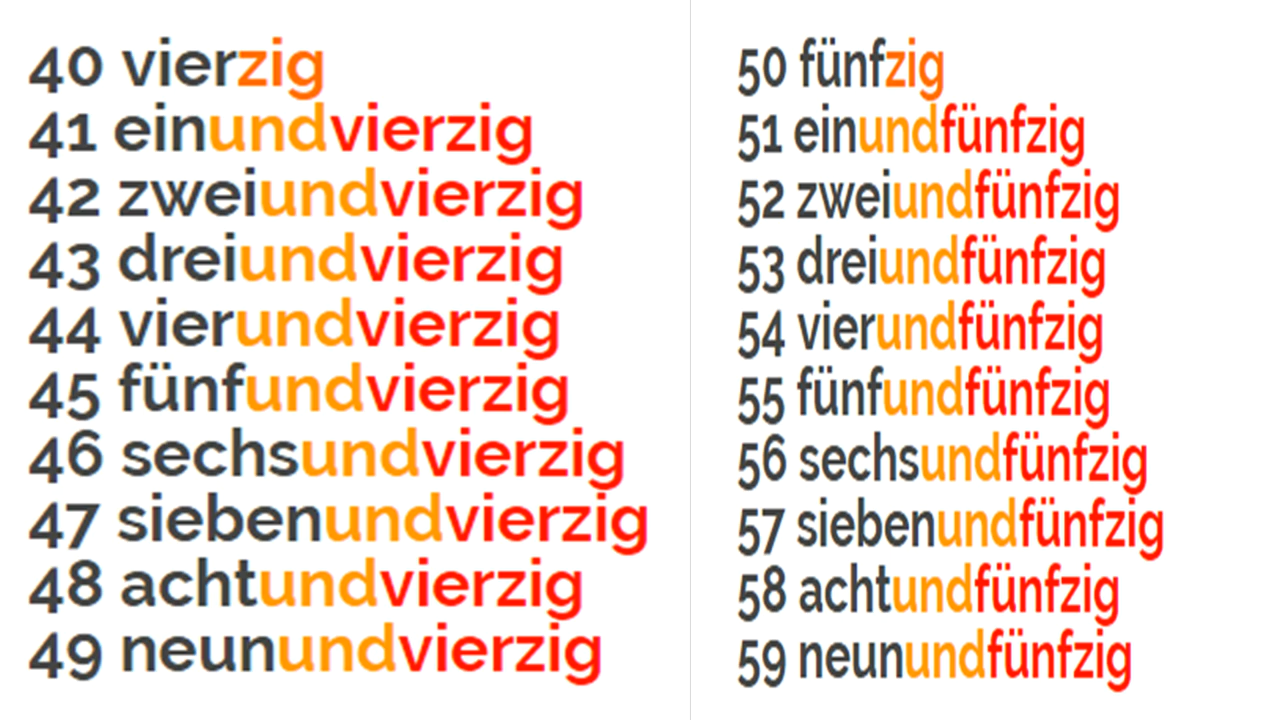 40 vierzig
41 einundvierzig
42 zweiundvierzig
43 dreiundvierzig
44 vierundvierzig
45 fünfundvierzig
46 sechsundvierzig
47 siebenundvierzig
48 achtundvierzig
49 neunundvierzig
50 fünfzig
51 einundfünfzig
52 zweiundfünfzig
53 dreiundfünfzig
54 vierundfünfzig
55 fünfundfünfzig
56 sechsundfünfzig
57 siebenundfünfzig
58 achtundfünfzig
59 neunundfünfzig